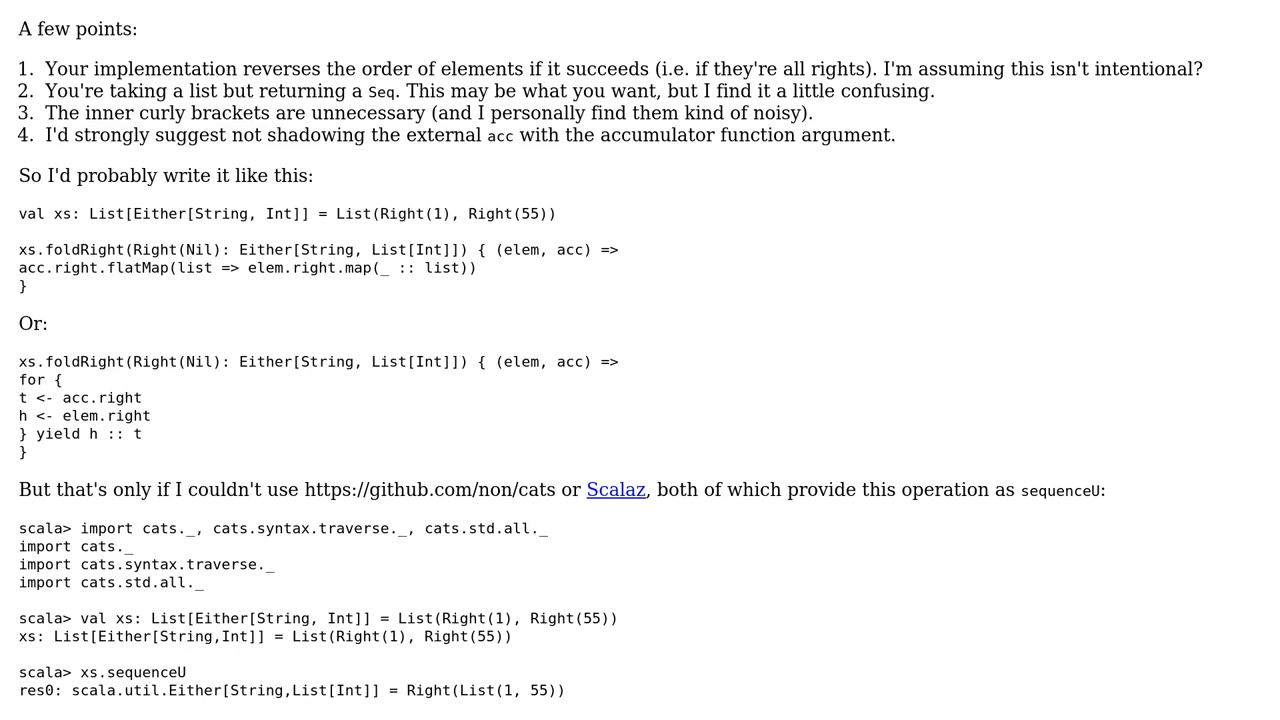 A few points:
1. Your implementation reverses the order of elements if it succeeds (i.e. if they're all rights). I'm assuming this isn't intentional?
2. You're taking a list but returning a Seq. This may be what you want, but I find it a little confusing.
3. The inner curly brackets are unnecessary (and I personally find them kind of noisy).
4. I'd strongly suggest not shadowing the external acc with the accumulator function argument.
So I'd probably write it like this:
val xs: List[Either[String, Int]] = List(Right(1), Right(55))
xs.foldRight(Right(Nil): Either[String, List[Int]]) { (elem, acc) =>
acc.right.flatMap(list => elem.right.map(_ :: list))
}
Or:
xs.foldRight(Right(Nil): Either[String, List[Int]]) { (elem, acc) =>
for {
t <- acc.right
h <- elem.right
} yield h :: t
}
But that's only if I couldn't use https://github.com/non/cats or Scalaz, both of which provide this operation as sequenceU:
scala> import cats._, cats.syntax.traverse._, cats.std.all._
import cats._
import cats.syntax.traverse._
import cats.std.all._
scala> val xs: List[Either[String, Int]] = List(Right(1), Right(55))
xs: List[Either[String,Int]] = List(Right(1), Right(55))
scala> xs.sequenceU
res0: scala.util.Either[String,List[Int]] = Right(List(1, 55))